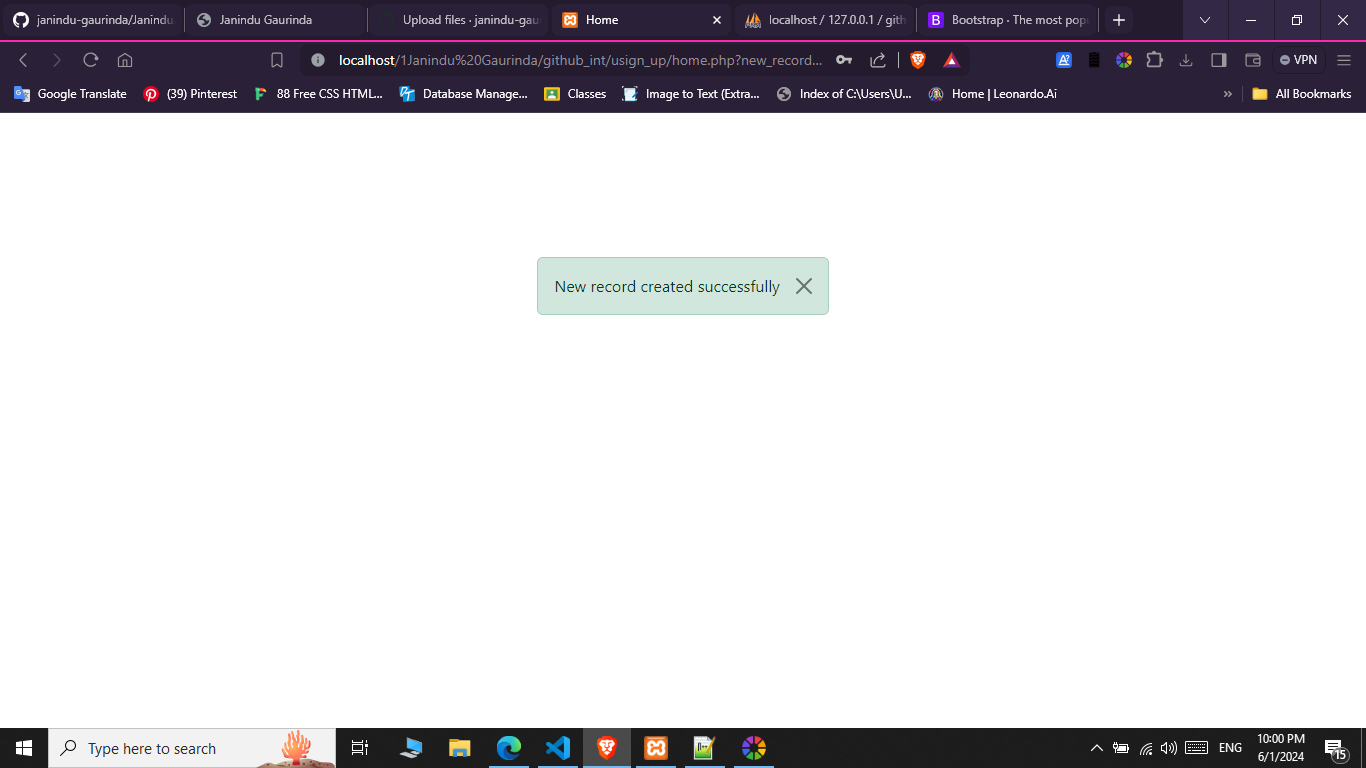 janindu-gaurinda/Janindu
Janindu Gaurinda
Upload files · janindu-gau
Home
localhost / 127.0.0.1 / gith
Bootstrap · The most pop
localhost/1Janindu%20Gaurinda/github_int/usign_up/home.php?new_record...
VPN
Google Translate
(39) Pinterest
88 Free CSS HTML...
Database Manage...
Classes
Image to Text (Extra...
Index of C:\Users\U...
Home | Leonardo.Ai
All Bookmarks
New record created successfully
Type here to search
ENG
10:00 PM
6/1/2024
15